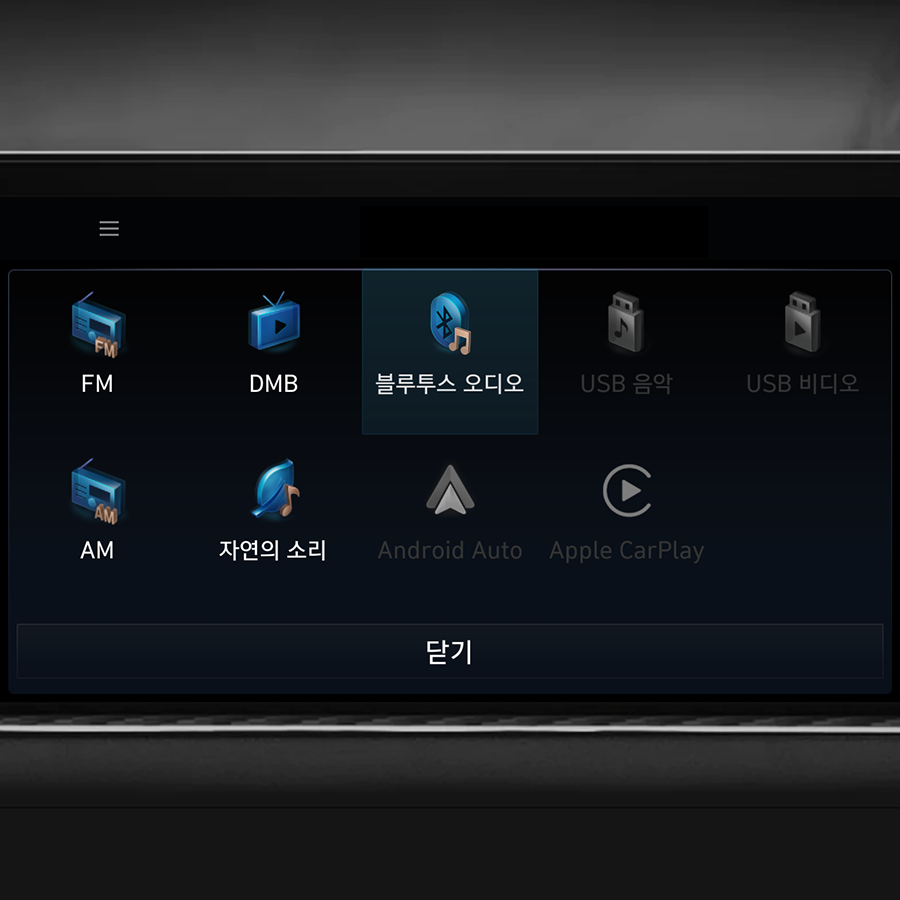 FM
DMB
블루투스 오디오
USB 음악
USB 비디오
FM
AM
자연의 소리
Android Auto
Apple CarPlay
AM
닫기